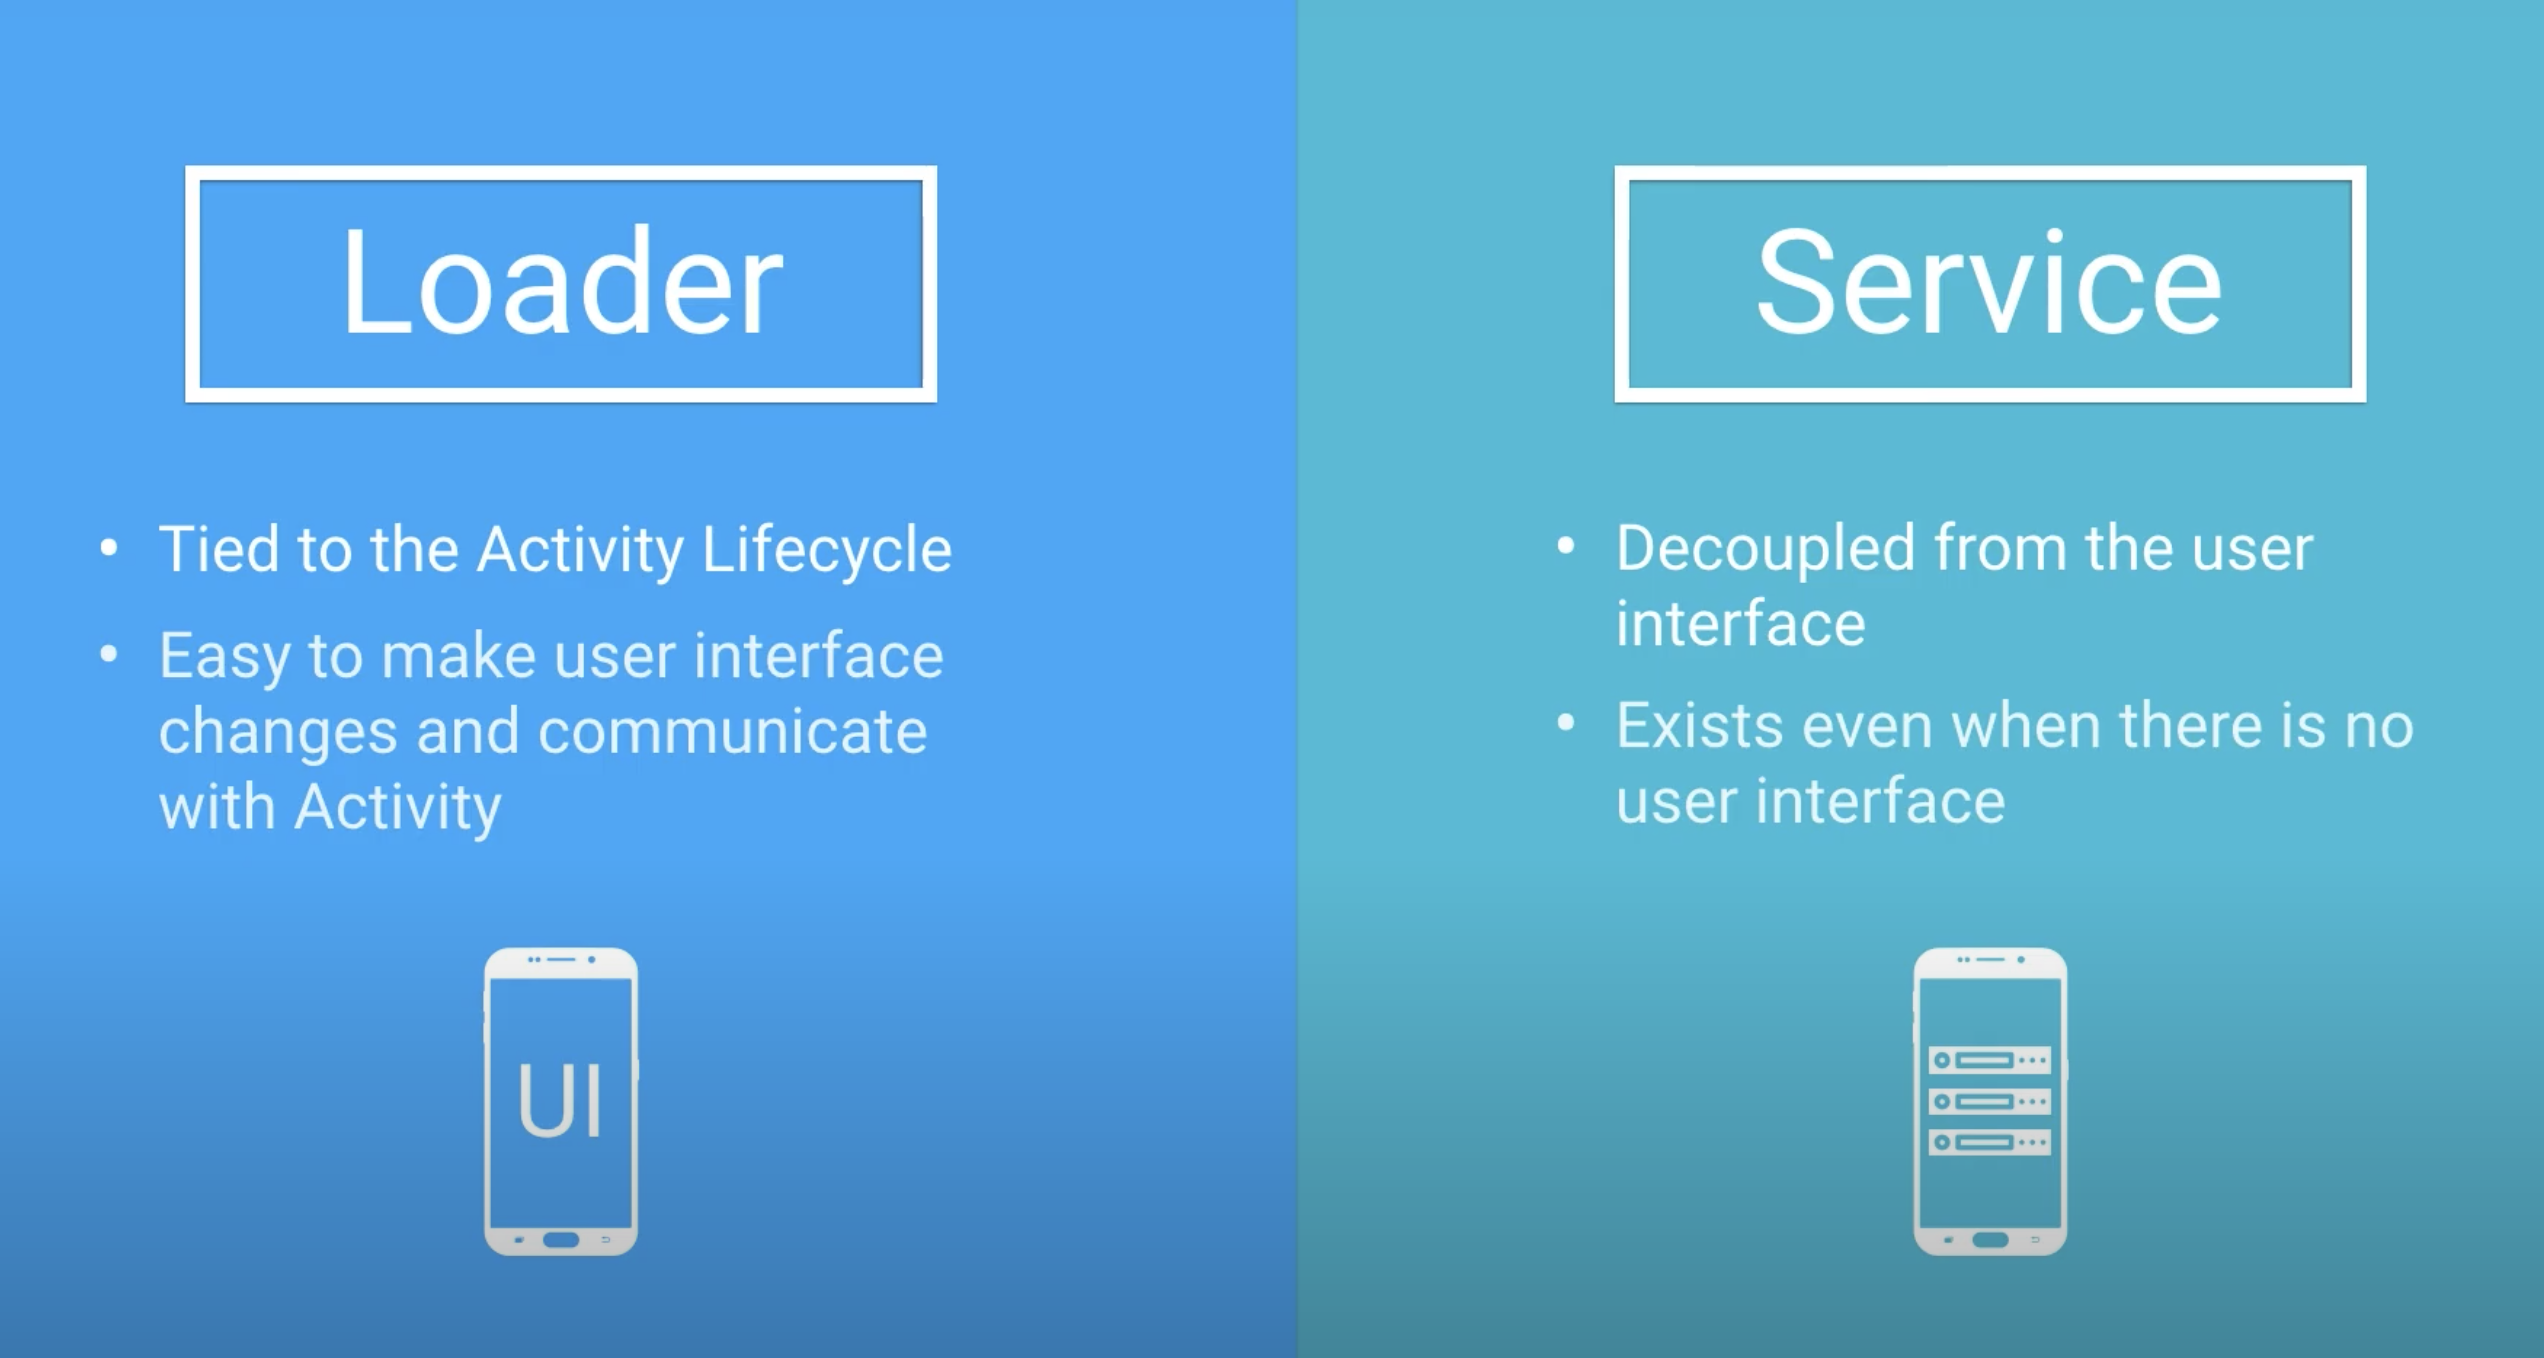 Loader
• Tied to the Activity Lifecycle
• Easy to make user interface
changes and communicate
with Activity
UI
Service
• Decoupled from the user
interface
• Exists even when there is no
user interface